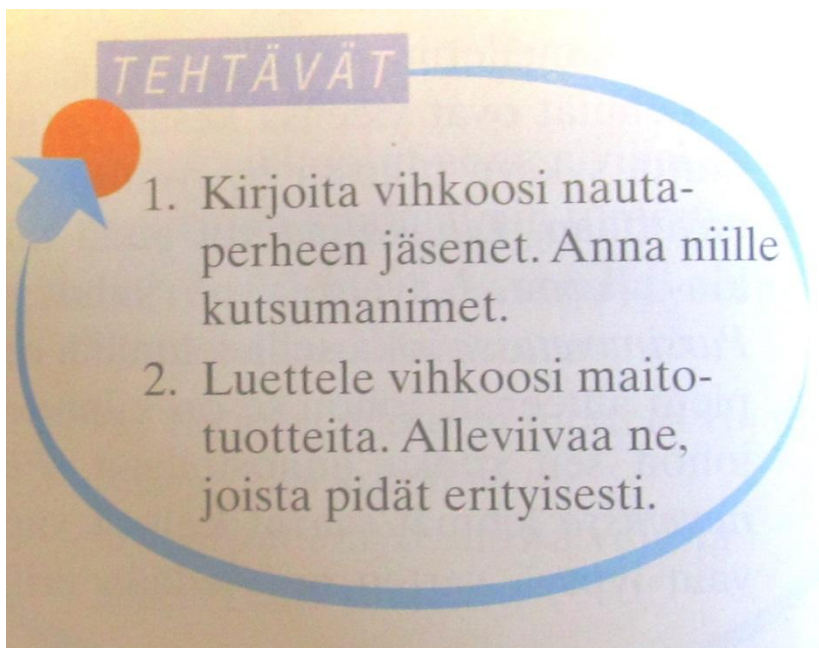 TEHTÄVÄT
1. Kirjoita vihkoosi nauta-
perheen jäsenet. Anna niille
kutsumanimet.
2. Luettele vihkoosi maito-
tuotteita. Alleviivaa ne,
joista pidät erityisesti.